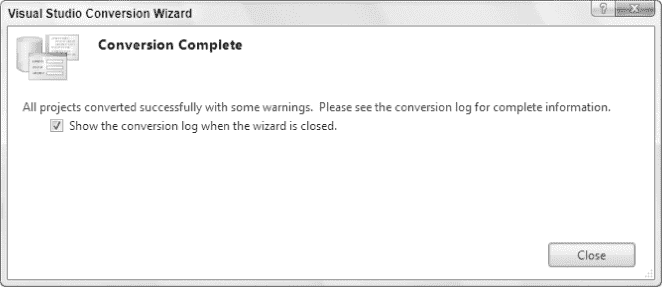 Visual Studio Conversion Wizard
Conversion Complete
All projects converted successfully with some warnings. Please see the conversion log for complete information.
Show the conversion log when the wizard is closed.
Close